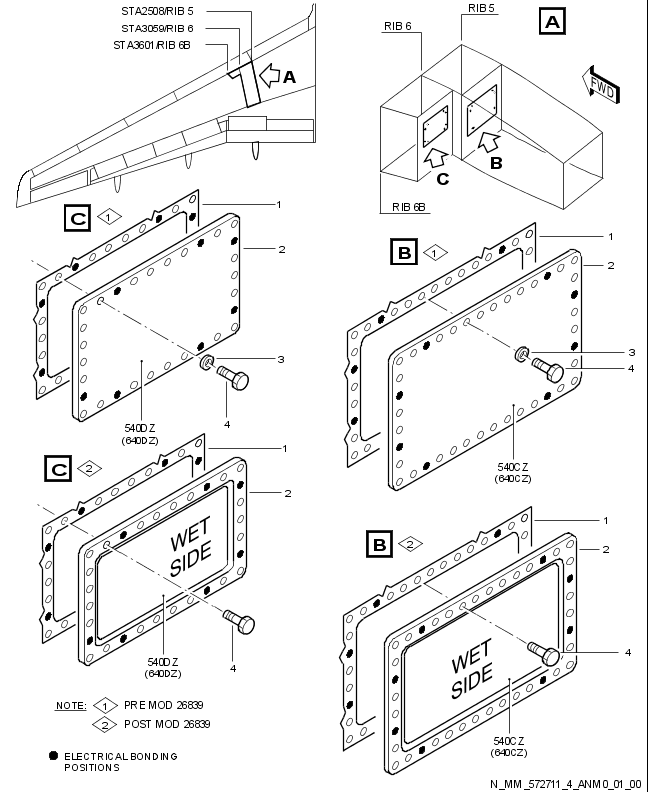 STA2508/RIB 5
STA3059/RIB 6
STA3601/RIB 6B
A
RIB 5
RIB 6
A
FWD
B
C
RIB 6B
C
1
1
2
3
4
540DZ
(640DZ)
B
1
1
2
3
4
540CZ
(640CZ)
C
2
1
2
WET
SIDE
4
540DZ
(640DZ)
B
2
1
2
WET
SIDE
4
540CZ
(640CZ)
NOTE: 1 PRE MOD 26839
2 POST MOD 26839
ELECTRICAL BONDING
POSITIONS
N_MM_572711_4_ANM0_01_00